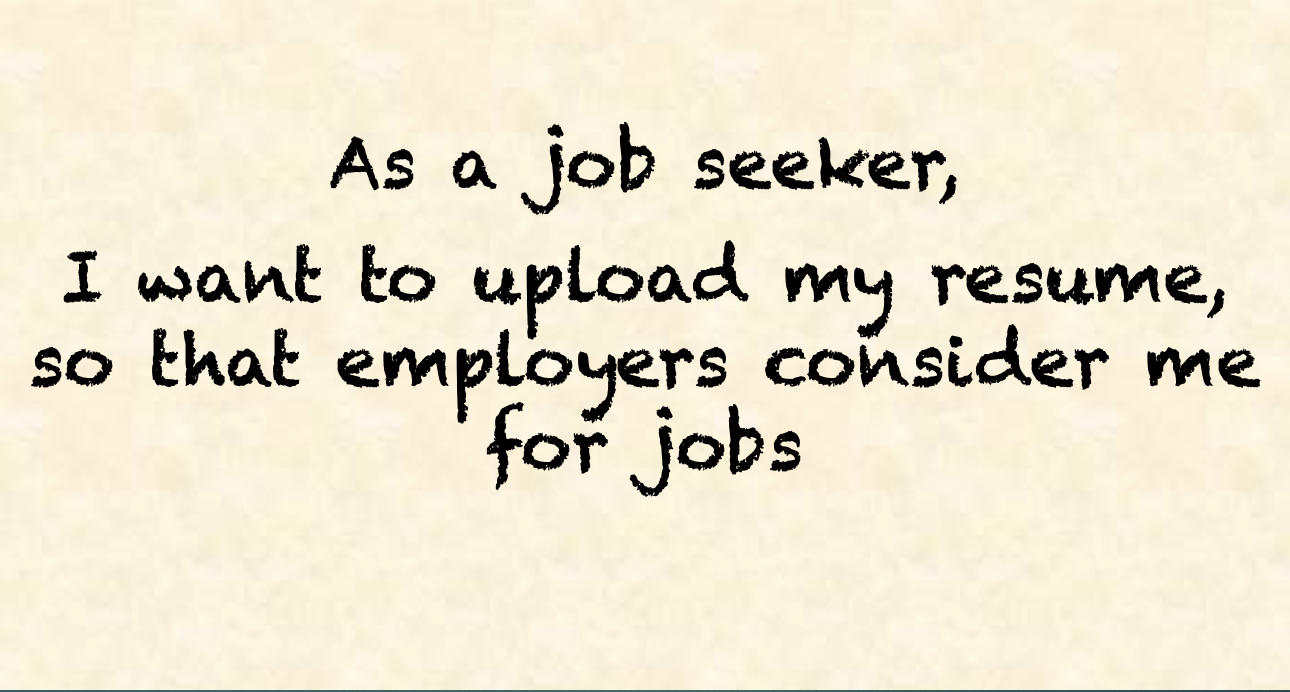 As a job seeker,
I want to upload my resume,
so that employers consider me
for jobs